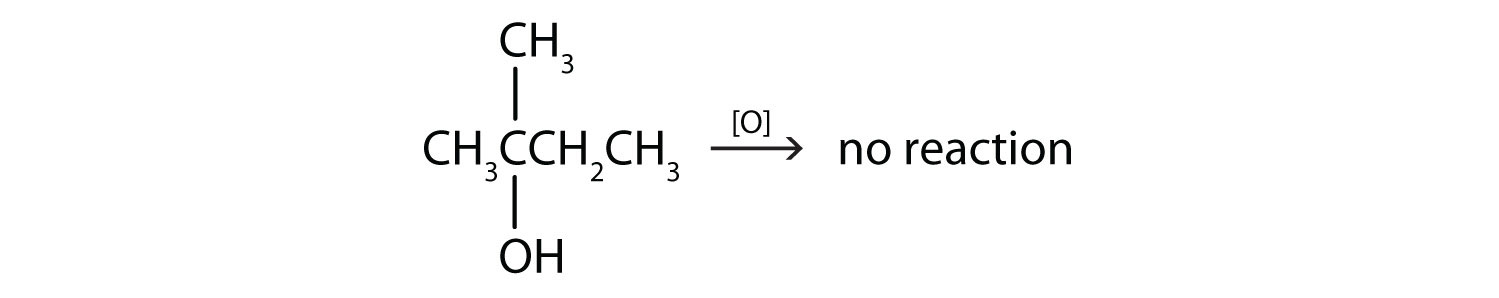 CH₃
[O]
CH₃CCH₂CH₃ no reaction
OH